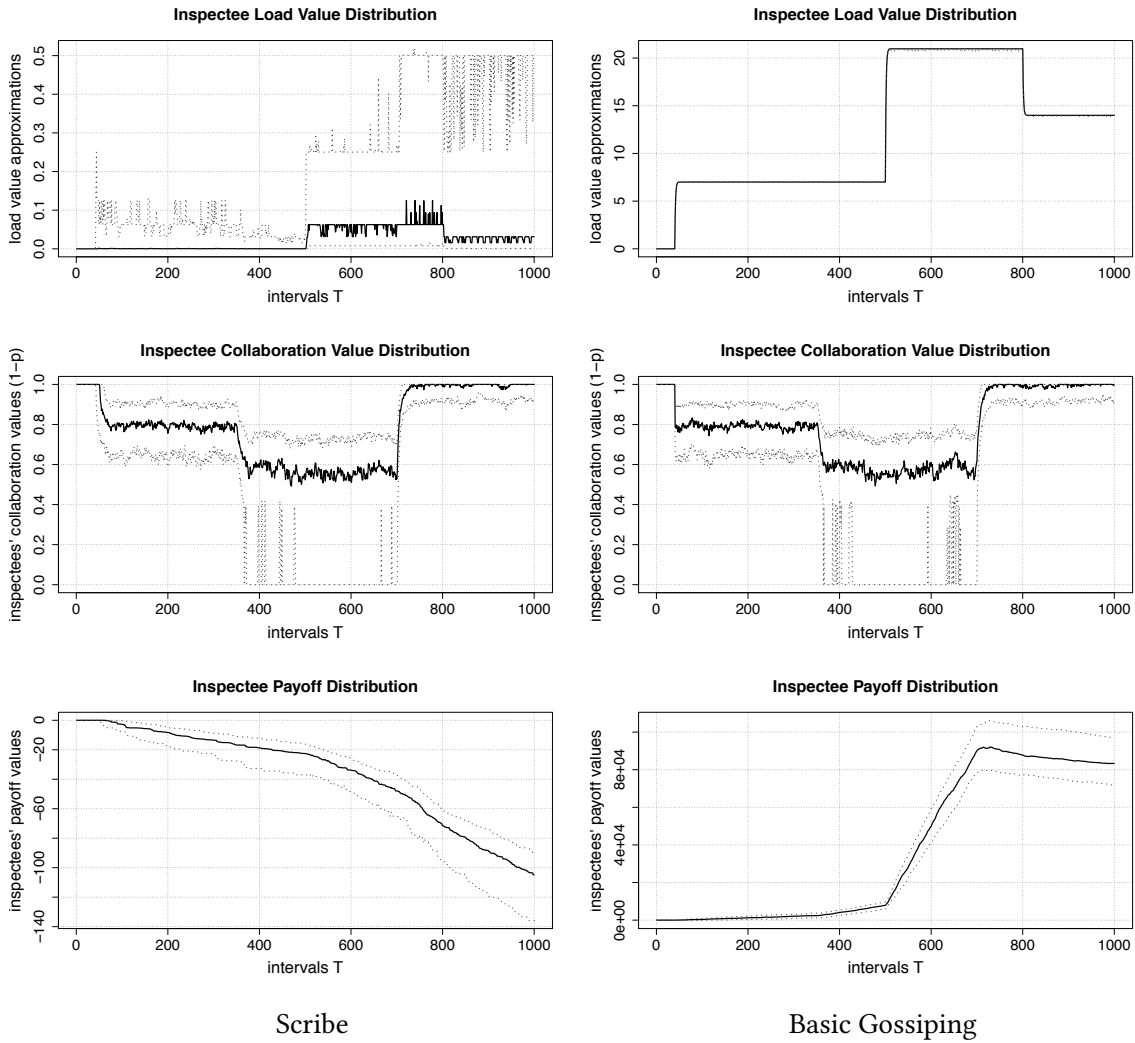 Inspectee Load Value Distribution
load value approximations
0.0 0.1 0.2 0.3 0.4 0.5
0 200 400 600 800 1000
intervals T
Inspectee Load Value Distribution
load value approximations
0 5 10 15 20
0 200 400 600 800 1000
intervals T
Inspectee Collaboration Value Distribution
inspectees' collaboration values (1−p)
0.0 0.2 0.4 0.6 0.8 1.0
0 200 400 600 800 1000
intervals T
Inspectee Collaboration Value Distribution
inspectees' collaboration values (1−p)
0.0 0.2 0.4 0.6 0.8 1.0
0 200 400 600 800 1000
intervals T
Inspectee Payoff Distribution
inspectees' payoff values
−140 −100 −60 −20 0
0 200 400 600 800 1000
intervals T
Inspectee Payoff Distribution
inspectees' payoff values
0e+00 4e+04 8e+04
0 200 400 600 800 1000
intervals T
Scribe
Basic Gossiping